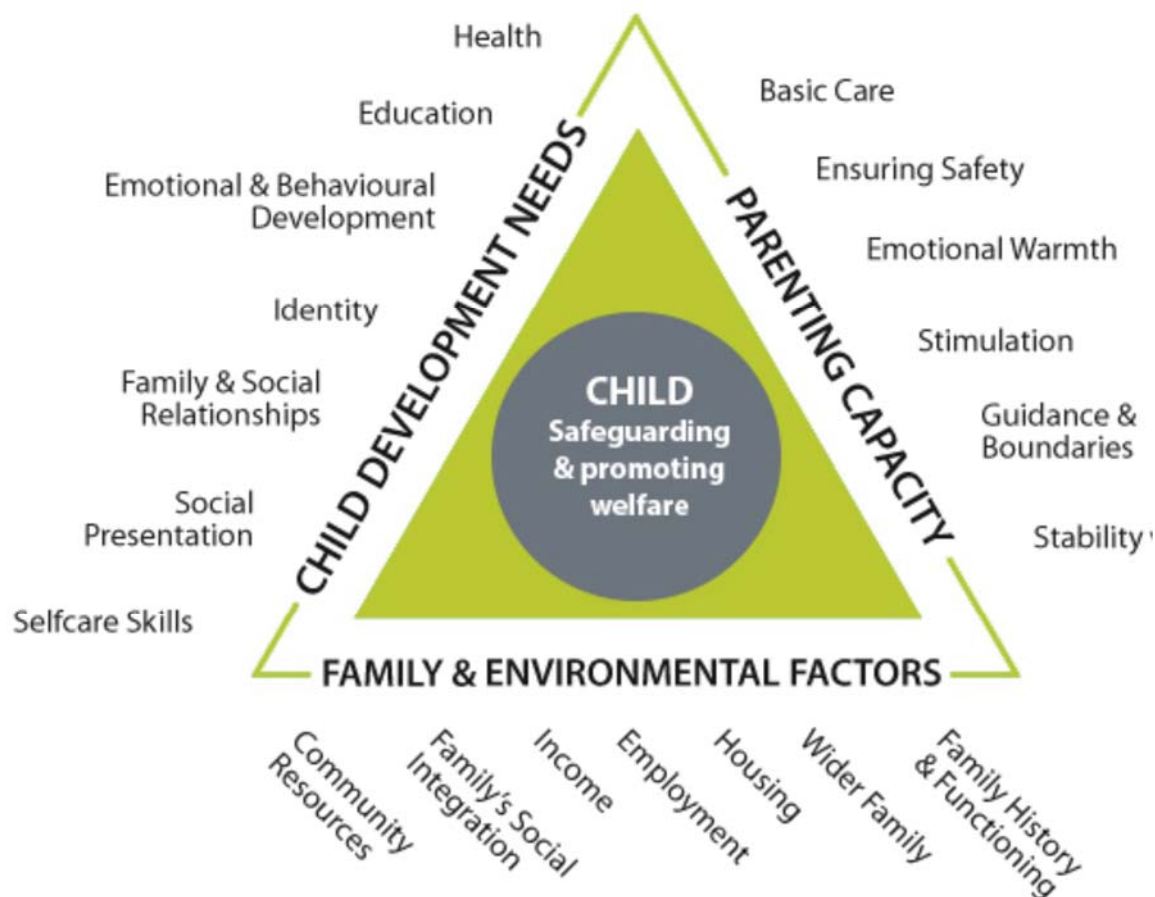 Health
Education
Emotional & Behavioural
Development
Identity
Family & Social
Relationships
Social
Presentation
Selfcare Skills
CHILD DEVELOPMENT NEEDS
Basic Care
Ensuring Safety
Emotional Warmth
Stimulation
Guidance &
Boundaries
Stability
PARENTING CAPACITY
CHILD
Safeguarding
& promoting
welfare
FAMILY & ENVIRONMENTAL FACTORS
Community
Resources
Family's Social
Integration
Income
Employment
Housing
Wider Family
Family History
& Functioning